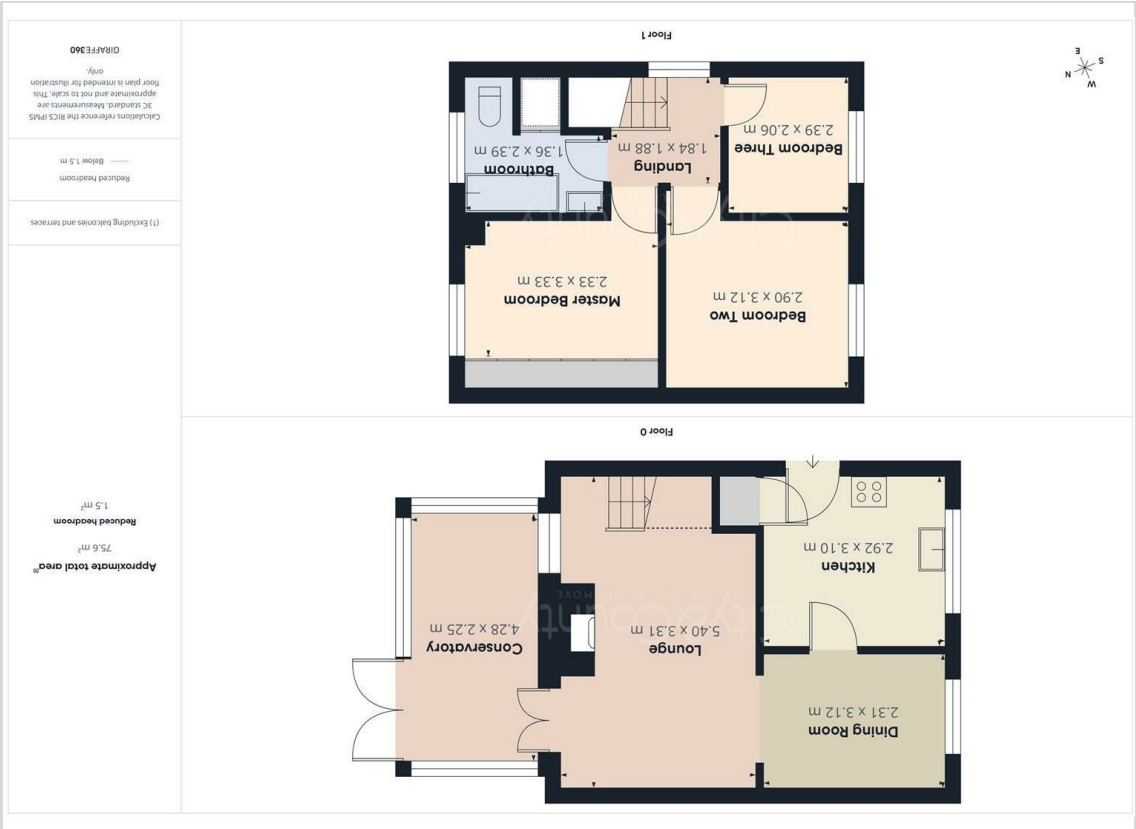 Approximate total area⁽¹⁾
75.6 m²
Reduced headroom
1.5 m²
(1) Excluding balconies and terraces
Reduced headroom
Below 1.5 m
Calculations reference the RICS IPMS
3C standard. Measurements are
approximate and not to scale. This
floor plan is intended for illustration
only.
GIRAFFE360
Dining Room
2.31 x 3.12 m
Kitchen
2.92 x 3.10 m
Lounge
5.40 x 3.31 m
Conservatory
4.28 x 2.25 m
City&County
Floor 0
Bedroom Two
2.90 x 3.12 m
Master Bedroom
2.33 x 3.33 m
Bedroom Three
2.39 x 2.06 m
Landing
1.84 x 1.88 m
Bathroom
1.36 x 2.39 m
City&County
Floor 1
W
S
N
E